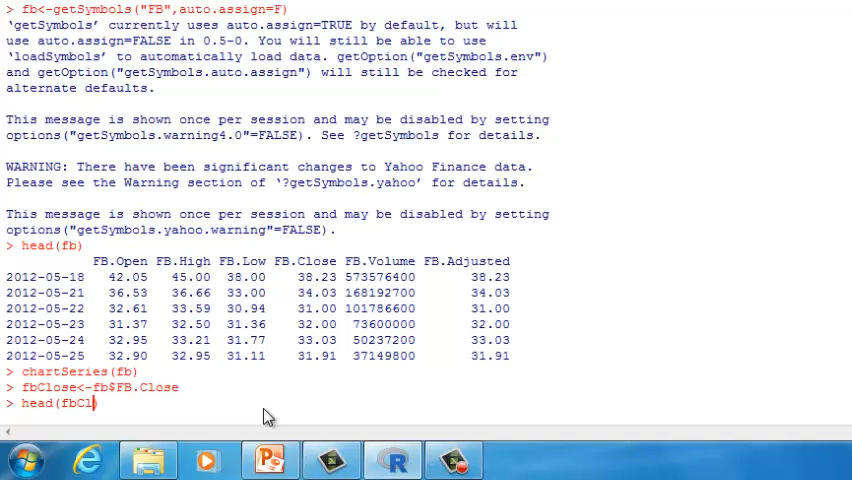 > fb<-getSymbols("FB",auto.assign=F)
‘getSymbols’ currently uses auto.assign=TRUE by default, but will
use auto.assign=FALSE in 0.5-0. You will still be able to use
‘loadSymbols’ to automatically load data. getOption("getSymbols.env")
and getOption("getSymbols.auto.assign") will still be checked for
alternate defaults.
This message is shown once per session and may be disabled by setting
options("getSymbols.warning4.0"=FALSE). See ?getSymbols for details.
WARNING: There have been significant changes to Yahoo Finance data.
Please see the Warning section of ‘?getSymbols.yahoo’ for details.
This message is shown once per session and may be disabled by setting
options("getSymbols.yahoo.warning"=FALSE).
> head(fb)
FB.Open FB.High FB.Low FB.Close FB.Volume FB.Adjusted
2012-05-18 42.05 45.00 38.00 38.23 573576400 38.23
2012-05-21 36.53 36.66 33.00 34.03 168192700 34.03
2012-05-22 32.61 33.59 30.94 31.00 101786600 31.00
2012-05-23 31.37 32.50 31.36 32.00 73600000 32.00
2012-05-24 32.95 33.21 31.77 33.03 50237200 33.03
2012-05-25 32.90 32.95 31.11 31.91 37149800 31.91
> chartSeries(fb)
> fbClose<-fb$FB.Close
> head(fbCl)